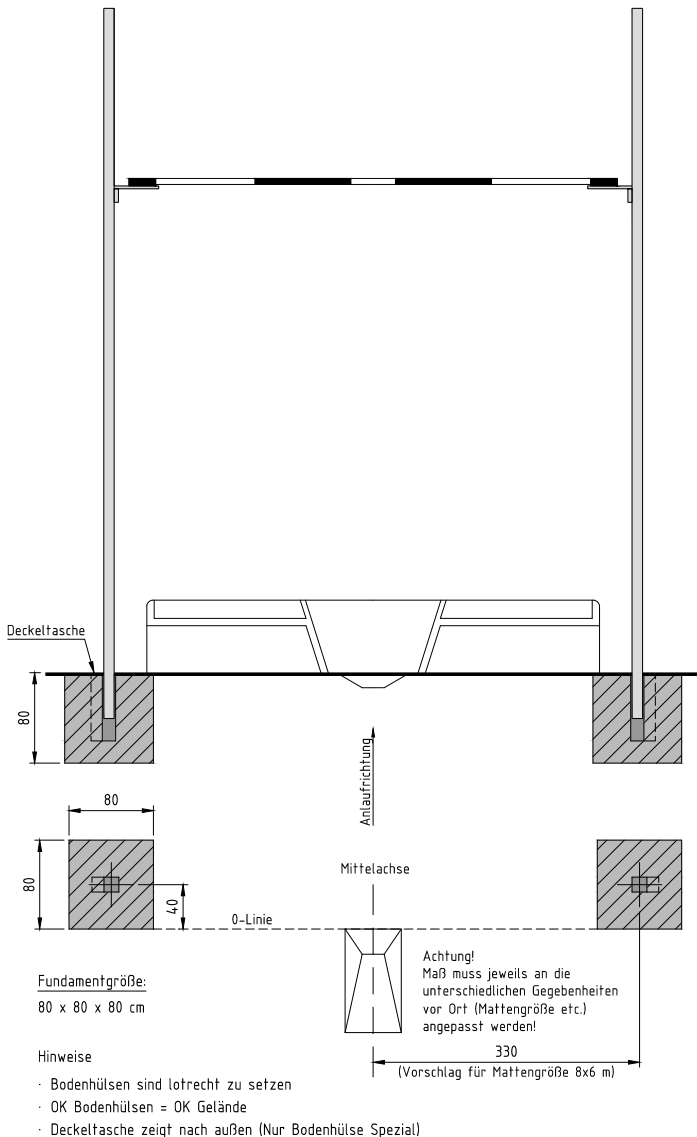 Deckeltasche
80
Anlaufrichtung
80
80
40
Mittelachse
0-Linie
Achtung!
Maß muss jeweils an die
unterschiedlichen Gegebenheiten
vor Ort (Mattengröße etc.)
angepasst werden!
Fundamentgröße:
80 x 80 x 80 cm
330
(Vorschlag für Mattengröße 8x6 m)
Hinweise
· Bodenhülsen sind lotrecht zu setzen
· OK Bodenhülsen = OK Gelände
· Deckeltasche zeigt nach außen (Nur Bodenhülse Spezial)